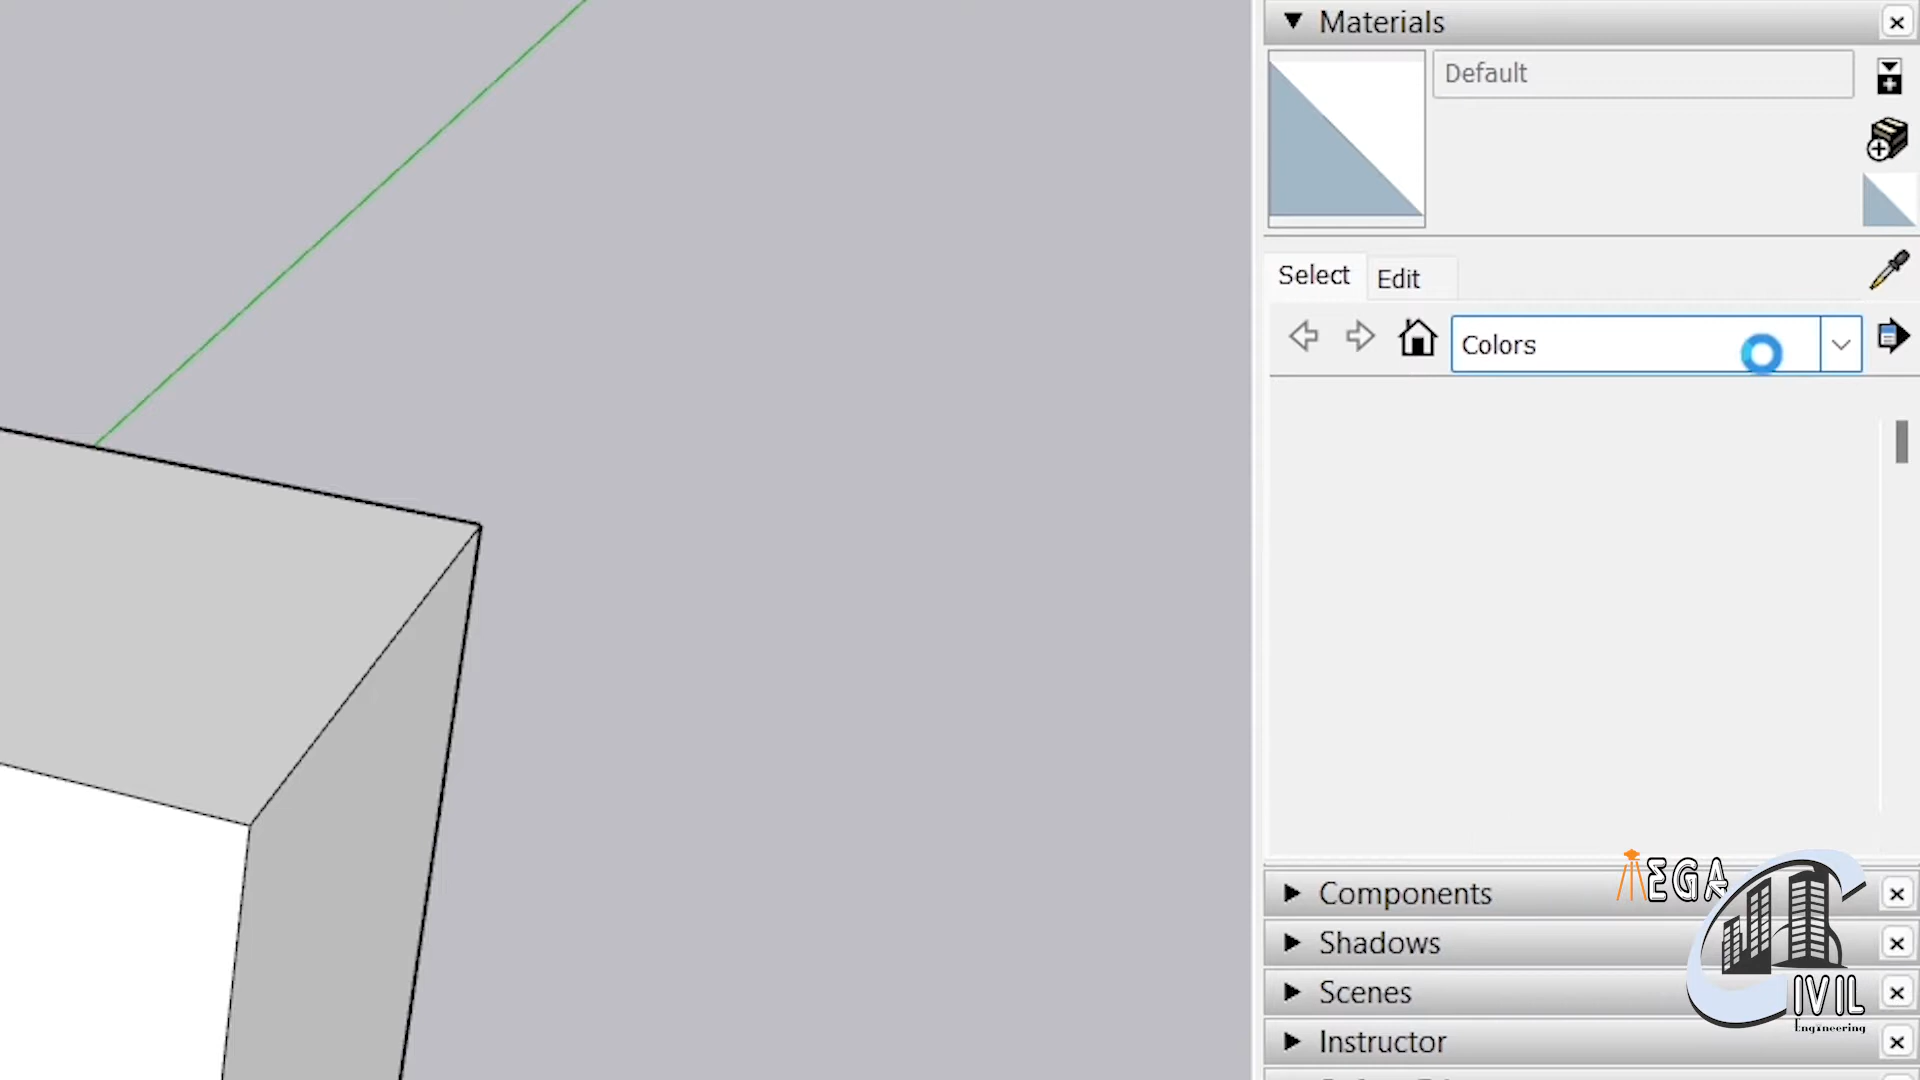 Materials
Default
Select
Edit
Colors
Components
Shadows
Scenes
Instructor
EGA
IVIL
Engineering